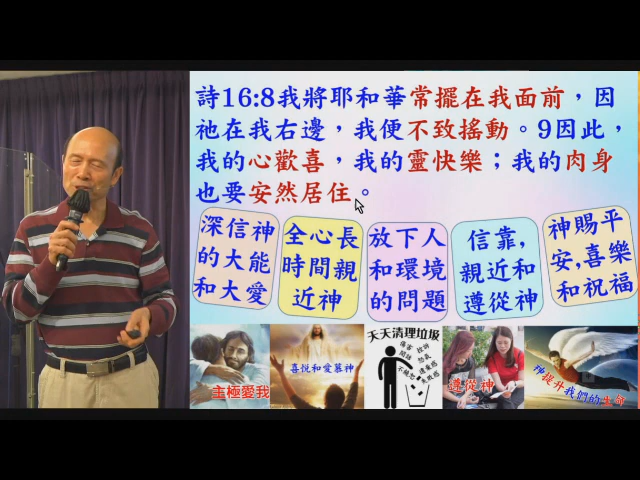 詩16:8我將耶和華常擺在我面前，因
祂在我右邊，我便不致搖動。9因此，
我的心歡喜，我的靈快樂；我的肉身
也要安然居住。
深信神
的大能
和大愛
全心長
時間親
近神
放下人
和環境
的問題
信靠,
親近和
遵從神
神賜平
安,喜樂
和祝福
主極愛我
喜悅和愛慕神
天天清理垃圾
遵從神
神提升我們的生命